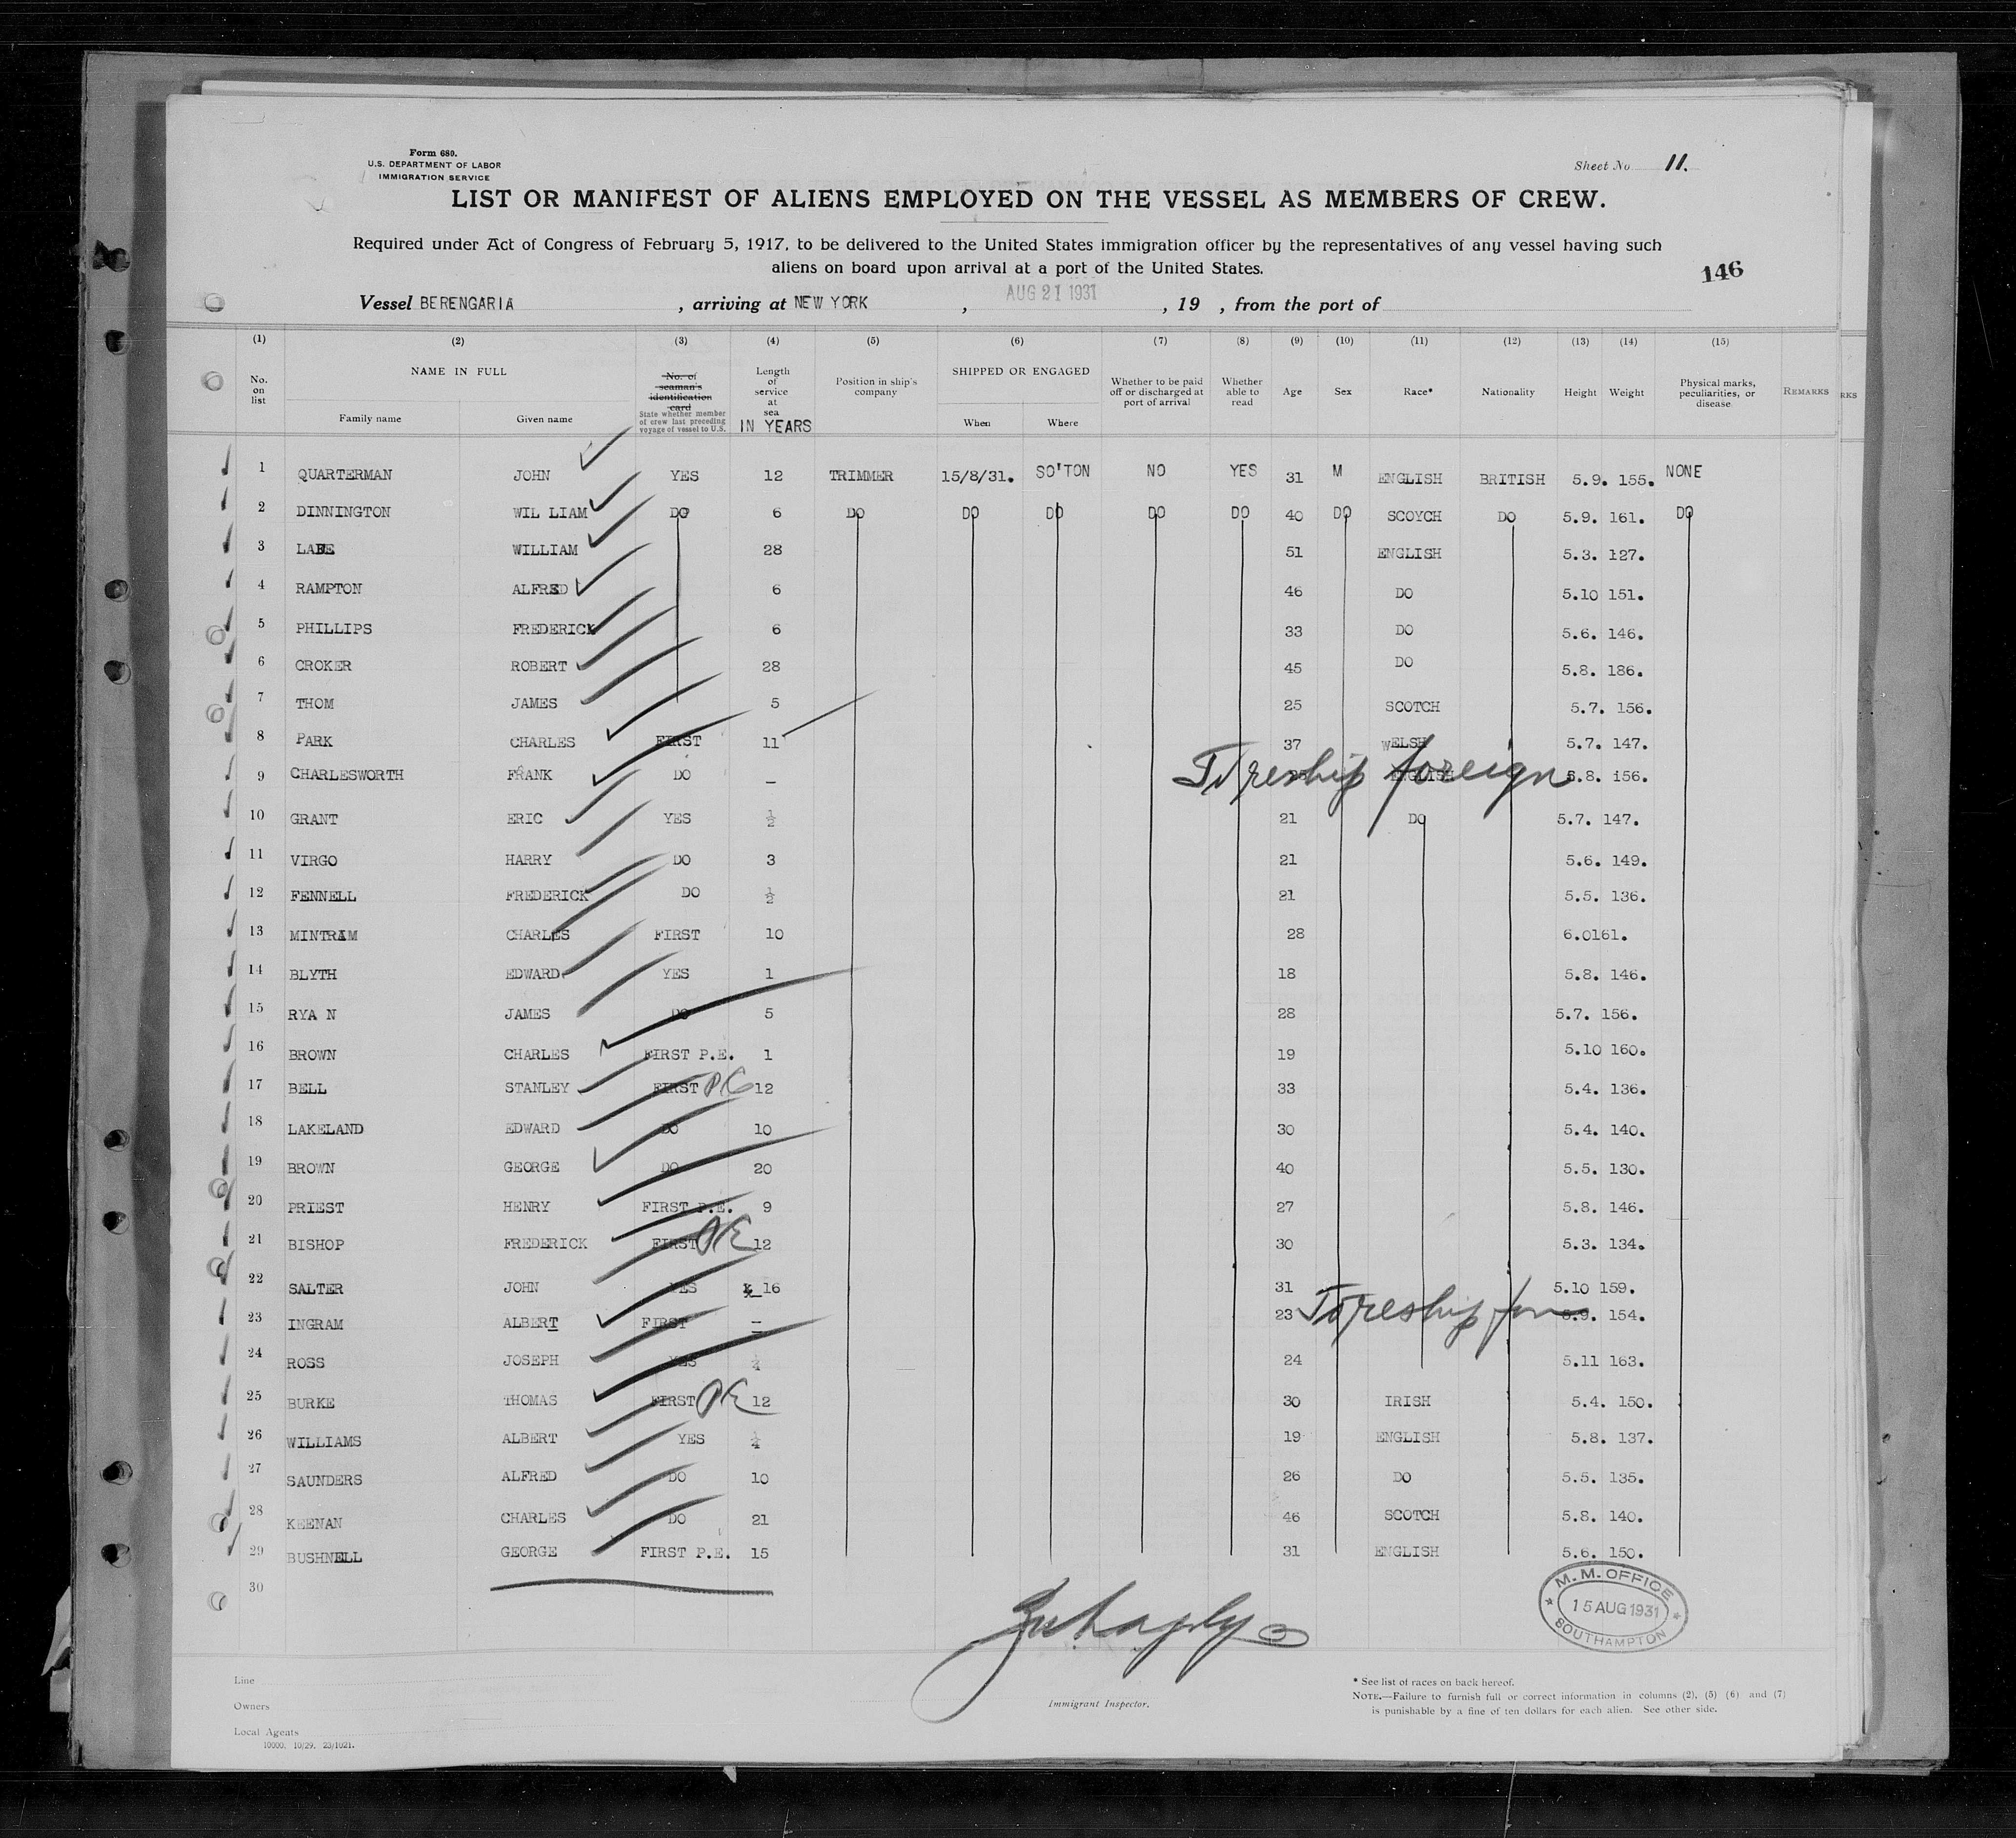 Form 680.
U.S. DEPARTMENT OF LABOR
IMMIGRATION SERVICE
Sheet No 11.
LIST OR MANIFEST OF ALIENS EMPLOYED ON THE VESSEL AS MEMBERS OF CREW.
Required under Act of Congress of February 5, 1917, to be delivered to the United States immigration officer by the representatives of any vessel having such
aliens on board upon arrival at a port of the United States.
146
Vessel BERENGARIA, arriving at NEW YORK, AUG 21 1931, 19 , from the port of
(1) (2) (3) (4) (5) (6) (7) (8) (9) (10) (11) (12) (13) (14) (15)
No. on list
NAME IN FULL
Family name
Given name
No. of seaman's identification card
State whether member of crew last preceding voyage of vessel to U.S.
Length of service at sea
IN YEARS
Position in ship's company
SHIPPED OR ENGAGED
When
Where
Whether to be paid off or discharged at port of arrival
Whether able to read
Age
Sex
Race*
Nationality
Height
Weight
Physical marks, peculiarities, or disease
REMARKS
RKS
1 QUARTERMAN JOHN YES 12 TRIMMER 15/8/31. SO'TON NO YES 31 M ENGLISH BRITISH 5.9. 155. NONE
2 DINNINGTON WIL LIAM DO 6 DO DO DO DO DO 40 DO SCOYCH DO 5.9. 161. DO
3 WILLIAM 28 51 ENGLISH 5.3. 127.
4 RAMPTON ALFRED 6 46 DO 5.10 151.
5 PHILLIPS FREDERICK 6 33 DO 5.6. 146.
6 CROKER ROBERT 28 45 DO 5.8. 186.
7 THOM JAMES 5 25 SCOTCH 5.7. 156.
8 PARK CHARLES FIRST 11 37 WELSH 5.7. 147.
9 CHARLESWORTH FRANK DO — ENGLISH 5.8. 156.
foreign
10 GRANT ERIC YES ½ 21 DO 5.7. 147.
11 VIRGO HARRY DO 3 21 5.6. 149.
12 FENNELL FREDERICK DO ½ 21 5.5. 136.
13 MINTRAM CHARLES FIRST 10 28 6.0161.
14 BLYTH EDWARD YES 1 18 5.8. 146.
15 RYA N JAMES DO 5 28 5.7. 156.
16 BROWN CHARLES FIRST P.E. 1 19 5.10 160.
17 BELL STANLEY FIRST PE 12 33 5.4. 136.
18 LAKELAND EDWARD DO 10 30 5.4. 140.
19 BROWN GEORGE DO 20 40 5.5. 130.
20 PRIEST HENRY FIRST P.E. 9 27 5.8. 146.
21 BISHOP FREDERICK FIRST PE 12 30 5.3. 134.
22 SALTER JOHN YES 16 31 5.10 159.
23 INGRAM ALBERT FIRST — 23 5.9. 154.
24 ROSS JOSEPH YES ¼ 24 5.11 163.
25 BURKE THOMAS FIRST PE 12 30 IRISH 5.4. 150.
26 WILLIAMS ALBERT YES ¼ 19 ENGLISH 5.8. 137.
27 SAUNDERS ALFRED DO 10 26 DO 5.5. 135.
28 KEENAN CHARLES DO 21 46 SCOTCH 5.8. 140.
29 BUSHNELL GEORGE FIRST P.E. 15 31 ENGLISH 5.6. 150.
30
M. M. OFFICE
15 AUG 1931
SOUTHAMPTON
Line
Owners
Local Agents
10000. 10/29. 23/1021.
Immigrant Inspector.
* See list of races on back hereof.
NOTE.—Failure to furnish full or correct information in columns (2), (5) (6) and (7)
is punishable by a fine of ten dollars for each alien. See other side.